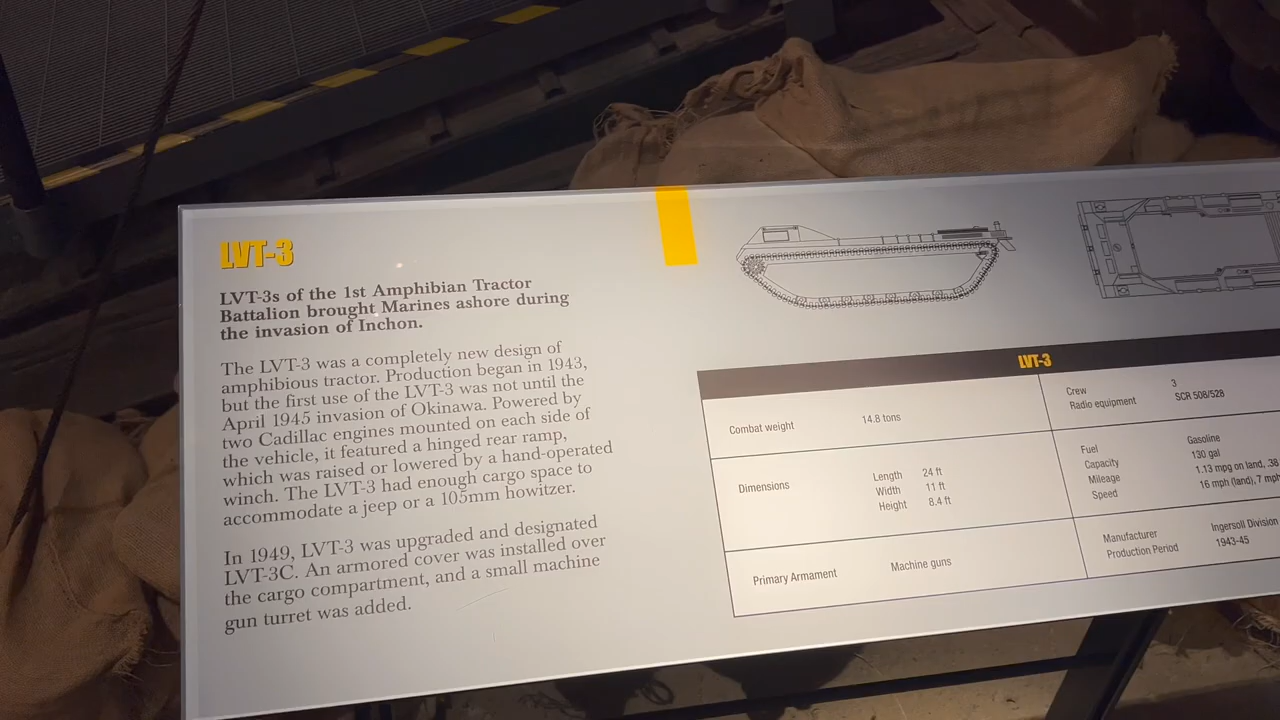 LVT-3
LVT-3s of the 1st Amphibian Tractor
Battalion brought Marines ashore during
the invasion of Inchon.
The LVT-3 was a completely new design of
amphibious tractor. Production began in 1943,
but the first use of the LVT-3 was not until the
April 1945 invasion of Okinawa. Powered by
two Cadillac engines mounted on each side of
the vehicle, it featured a hinged rear ramp,
which was raised or lowered by a hand-operated
winch. The LVT-3 had enough cargo space to
accommodate a jeep or a 105mm howitzer.
In 1949, LVT-3 was upgraded and designated
LVT-3C. An armored cover was installed over
the cargo compartment, and a small machine
gun turret was added.
LVT-3
Combat weight 14.8 tons
Dimensions
Length 24 ft
Width 11 ft
Height 8.4 ft
Primary Armament Machine guns
Crew 3
Radio equipment SCR 508/528
Fuel Gasoline
Capacity 130 gal
Mileage 1.13 mpg on land, .38
Speed 16 mph (land), 7 mph
Manufacturer Ingersoll Division
Production Period 1943-45